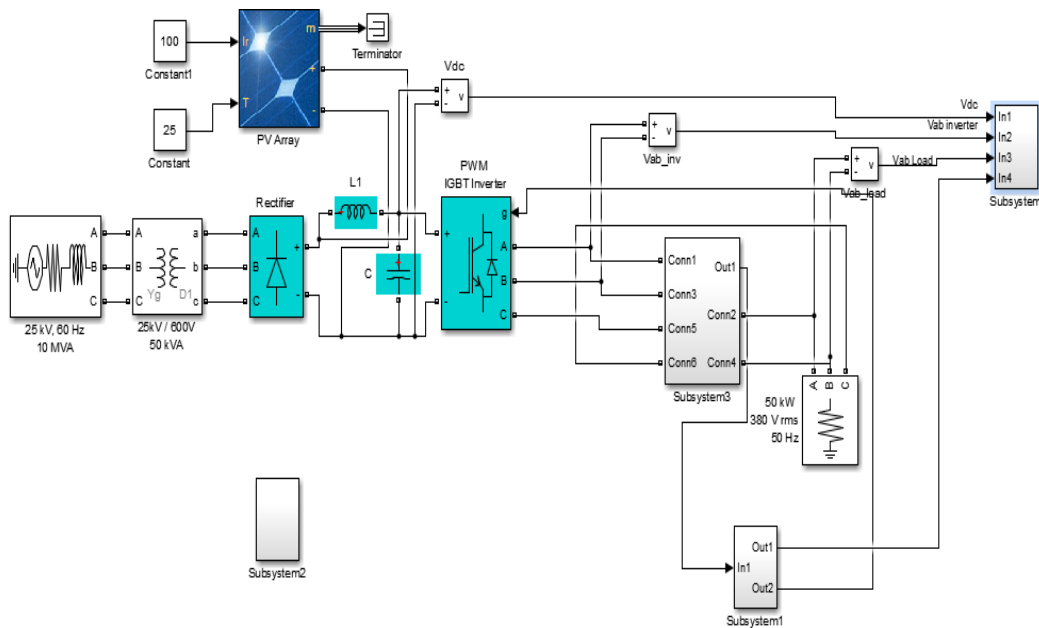 100
Constant1
25
Constant
Ir
T
m
+
-
PV Array
Terminator
Vdc
+
-
v
Vab_inv
+
-
v
Vdc
Vab inverter
Vab Load
+
-
v
Vab_load
In1
In2
In3
In4
Subsystem
A
B
C
25 kV, 60 Hz
10 MVA
A
B
C
a
b
c
Yg
D1
25kV / 600V
50 kVA
Rectifier
A
B
C
+
-
L1
+
C
+
PWM
IGBT Inverter
+
-
g
A
B
C
Conn1
Conn3
Conn5
Conn6
Out1
Conn2
Conn4
Subsystem3
A
B
C
50 kW
380 V rms
50 Hz
Subsystem2
In1
Out1
Out2
Subsystem1